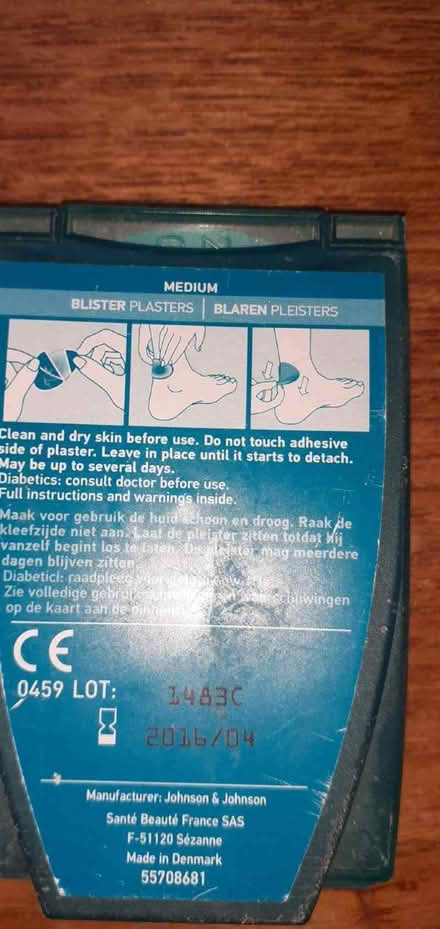 MEDIUM
BLISTER PLASTERS | BLAREN PLEISTERS
Clean and dry skin before use. Do not touch adhesive
side of plaster. Leave in place until it starts to detach.
May be up to several days.
Diabetics: consult doctor before use.
Full instructions and warnings inside.
Maak voor gebruik de huid schoon en droog. Raak de
kleefzijde niet aan. Laat de pleister zitten totdat hij
vanzelf begint los te laten. De pleister mag meerdere
dagen blijven zitten.
Diabetici: raadpleeg
Zie volledige
op de kaart aan de binnen
CE
0459 LOT: 1483C
2016/04
Manufacturer: Johnson & Johnson
Santé Beauté France SAS
F-51120 Sézanne
Made in Denmark
55708681